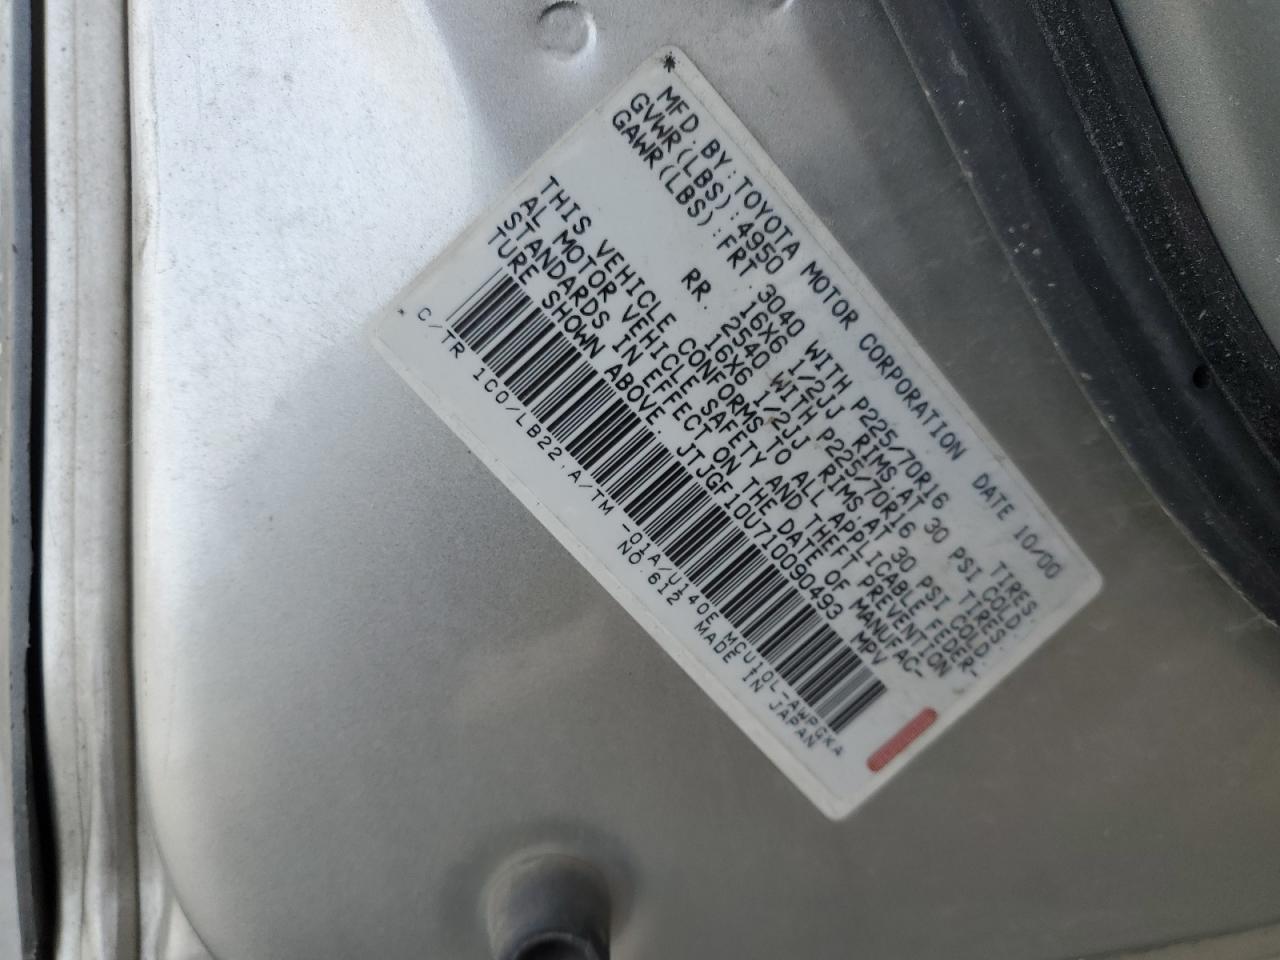 MFD.BY:TOYOTA MOTOR CORPORATION DATE 10/00
GVWR(LBS):4950
GAWR(LBS):FRT. 3040 WITH P225/70R16 TIRES.
16X6 1/2JJ RIMS AT 30 PSI COLD.
RR. 2540 WITH P225/70R16 TIRES.
16X6 1/2JJ RIMS AT 30 PSI COLD.
THIS VEHICLE CONFORMS TO ALL APPLICABLE FEDER-
AL MOTOR VEHICLE SAFETY AND THEFT PREVENTION
STANDARDS IN EFFECT ON THE DATE OF MANUFAC-
TURE SHOWN ABOVE. JTJGF10U710090493 MPV
C/TR 1C0/LB22,A/TM -01A/U140E MCU10L-AWPGKA
NO.612 MADE IN JAPAN